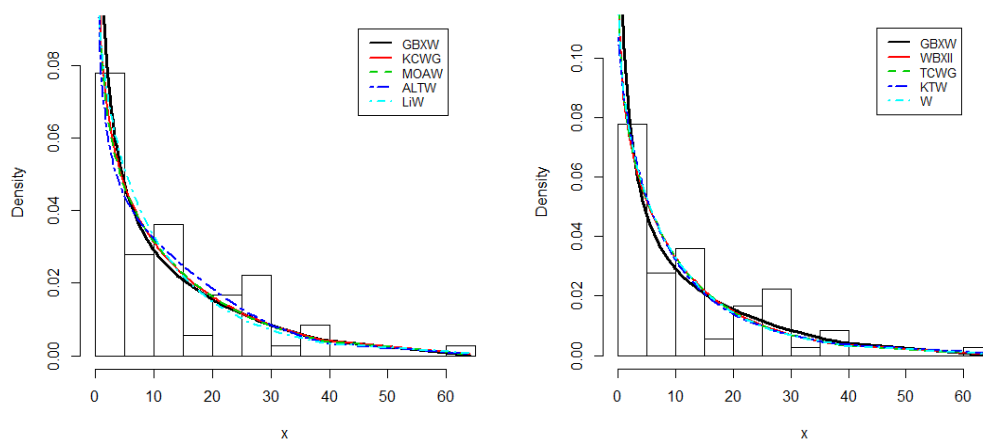 GBXW
KCWG
MOAW
ALTW
LiW
Density
0.00 0.02 0.04 0.06 0.08
0 10 20 30 40 50 60
x
GBXW
WBXII
TCWG
KTW
W
Density
0.00 0.02 0.04 0.06 0.08 0.10
0 10 20 30 40 50 60
x